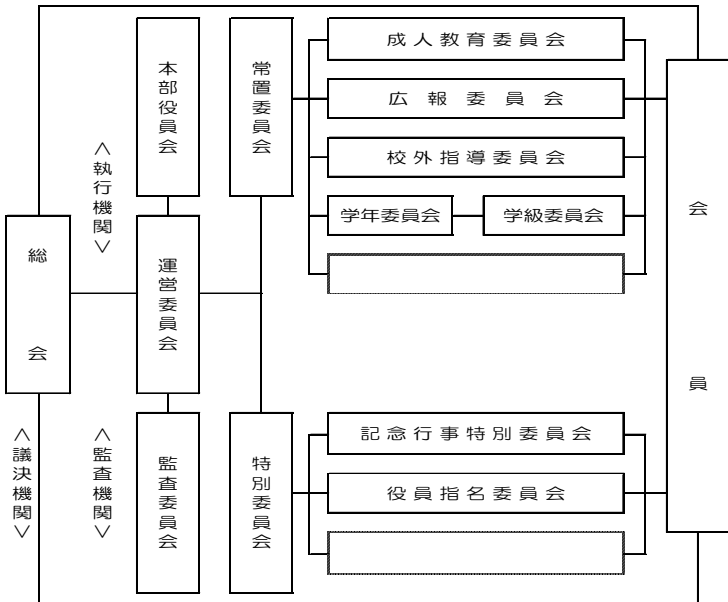 総会
＜議決機関＞
＜執行機関＞
＜監査機関＞
本部役員会
運営委員会
監査委員会
常置委員会
特別委員会
成人教育委員会
広報委員会
校外指導委員会
学年委員会
学級委員会
記念行事特別委員会
役員指名委員会
会員